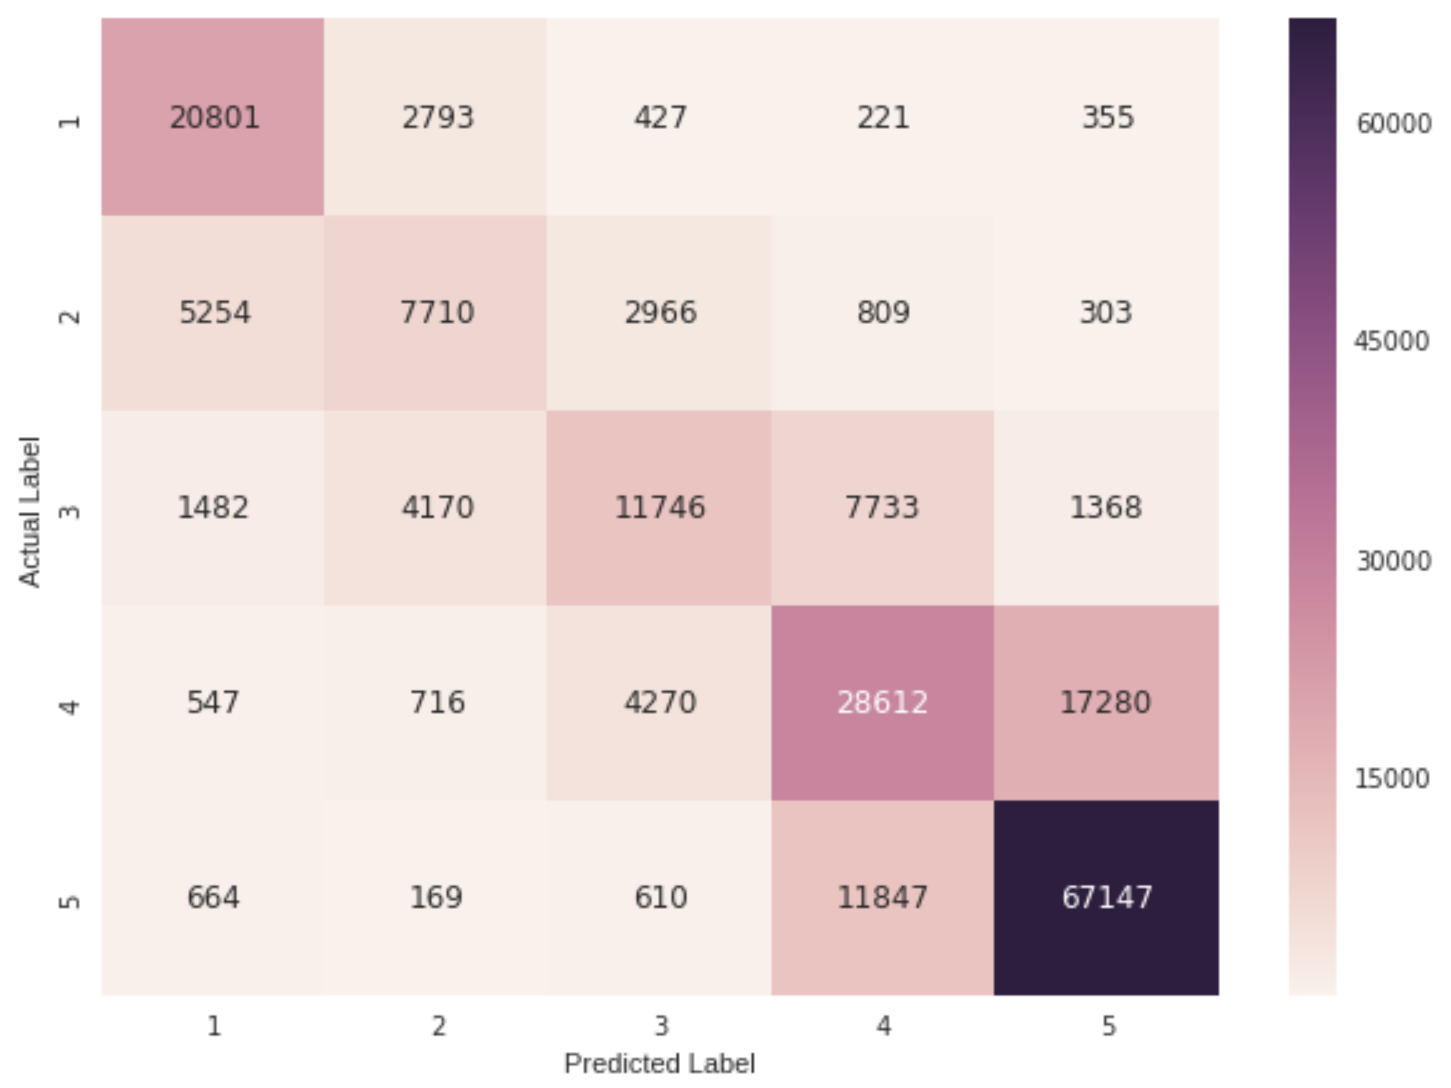 1 20801 2793 427 221 355
2 5254 7710 2966 809 303
3 1482 4170 11746 7733 1368
4 547 716 4270 28612 17280
5 664 169 610 11847 67147
1 2 3 4 5
Predicted Label
Actual Label
60000
45000
30000
15000